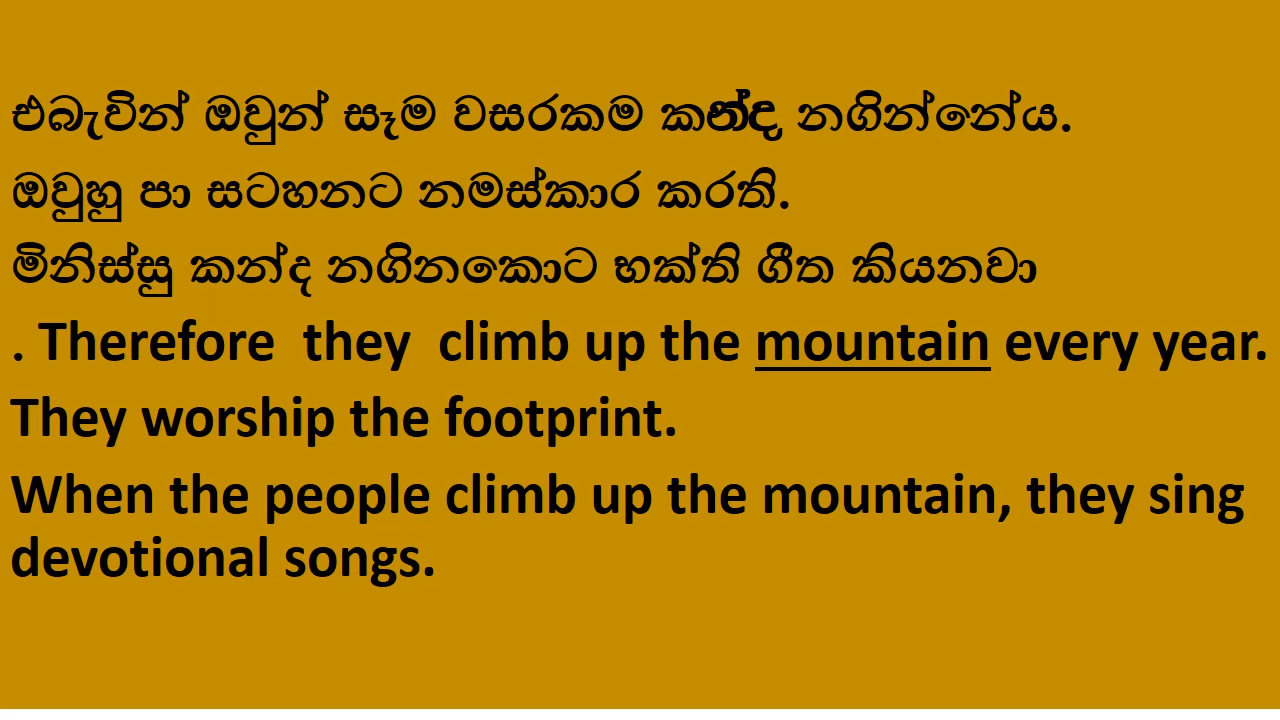 එබැවින් ඔවුන් සෑම වසරකම කන්ද නගින්නේය.
ඔවුහු පා සටහනට නමස්කාර කරති.
මිනිස්සු කන්ද නගිනකොට භක්ති ගීත කියනවා
. Therefore  they  climb up the mountain every year.
They worship the footprint.
When the people climb up the mountain, they sing
devotional songs.